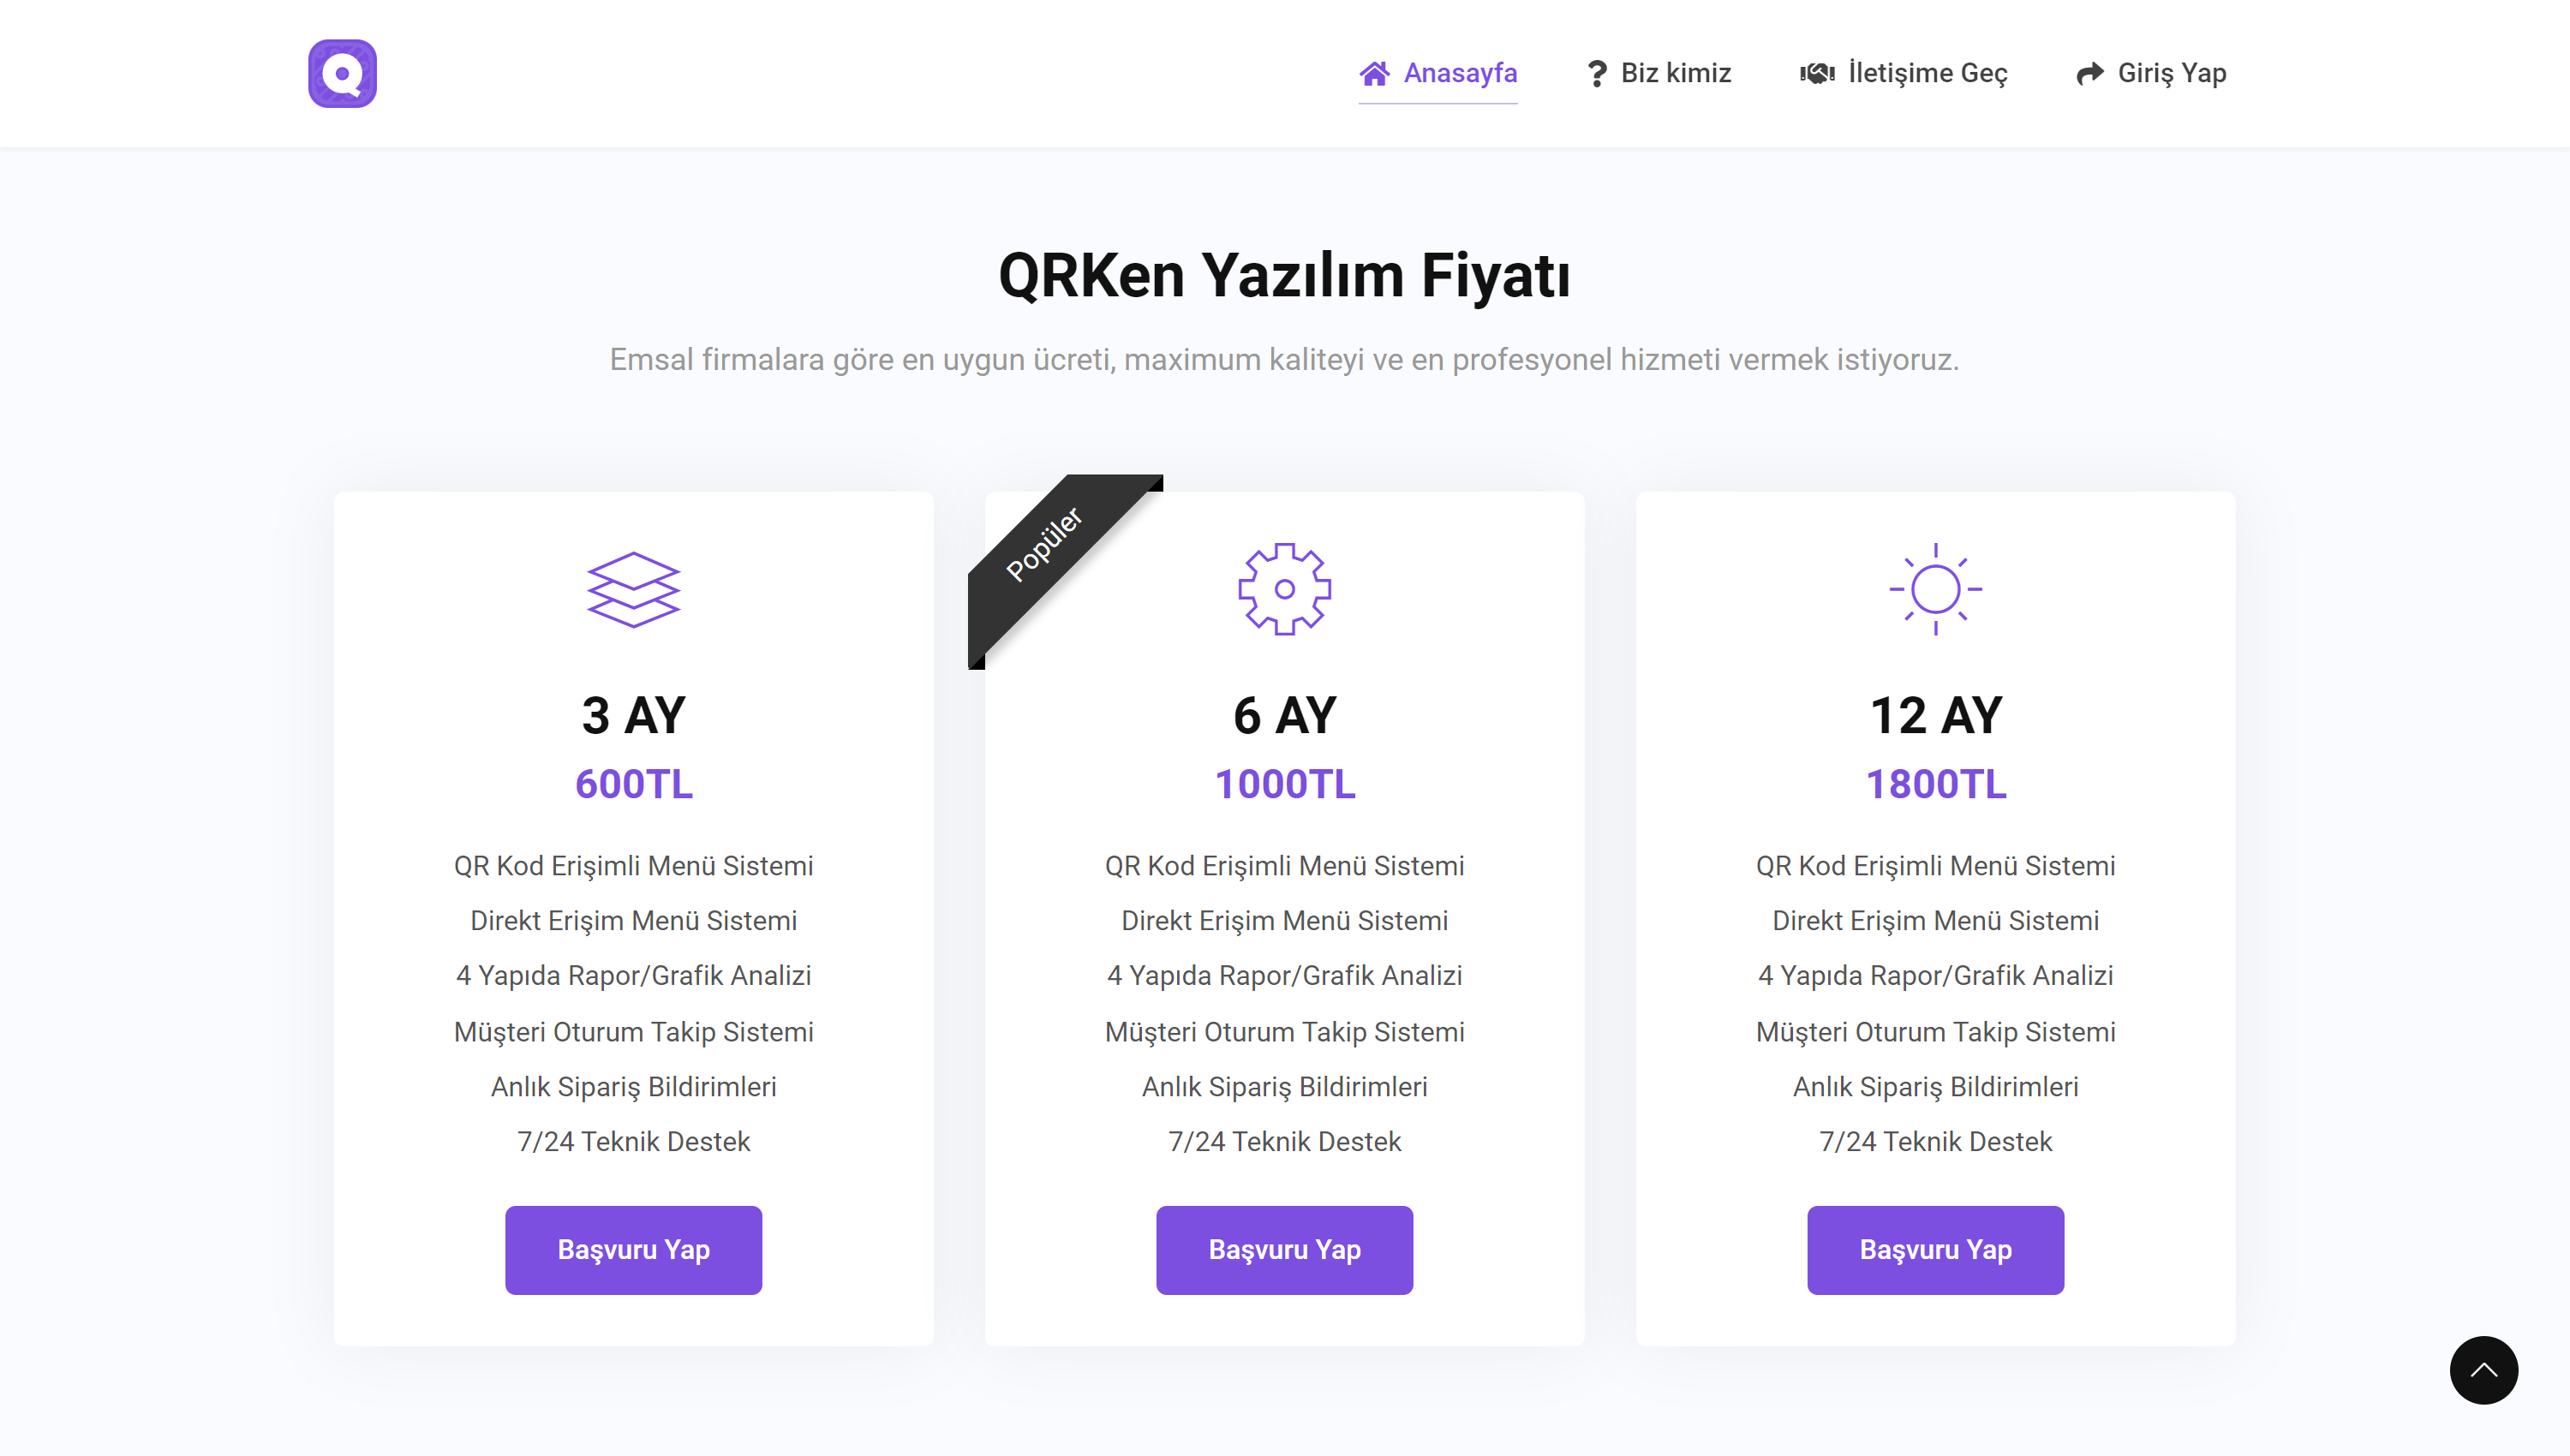 Anasayfa
Biz kimiz
İletişime Geç
Giriş Yap
QRKen Yazılım Fiyatı
Emsal firmalara göre en uygun ücreti, maximum kaliteyi ve en profesyonel hizmeti vermek istiyoruz.
3 AY
600TL
QR Kod Erişimli Menü Sistemi
Direkt Erişim Menü Sistemi
4 Yapıda Rapor/Grafik Analizi
Müşteri Oturum Takip Sistemi
Anlık Sipariş Bildirimleri
7/24 Teknik Destek
Başvuru Yap
Popüler
6 AY
1000TL
QR Kod Erişimli Menü Sistemi
Direkt Erişim Menü Sistemi
4 Yapıda Rapor/Grafik Analizi
Müşteri Oturum Takip Sistemi
Anlık Sipariş Bildirimleri
7/24 Teknik Destek
Başvuru Yap
12 AY
1800TL
QR Kod Erişimli Menü Sistemi
Direkt Erişim Menü Sistemi
4 Yapıda Rapor/Grafik Analizi
Müşteri Oturum Takip Sistemi
Anlık Sipariş Bildirimleri
7/24 Teknik Destek
Başvuru Yap